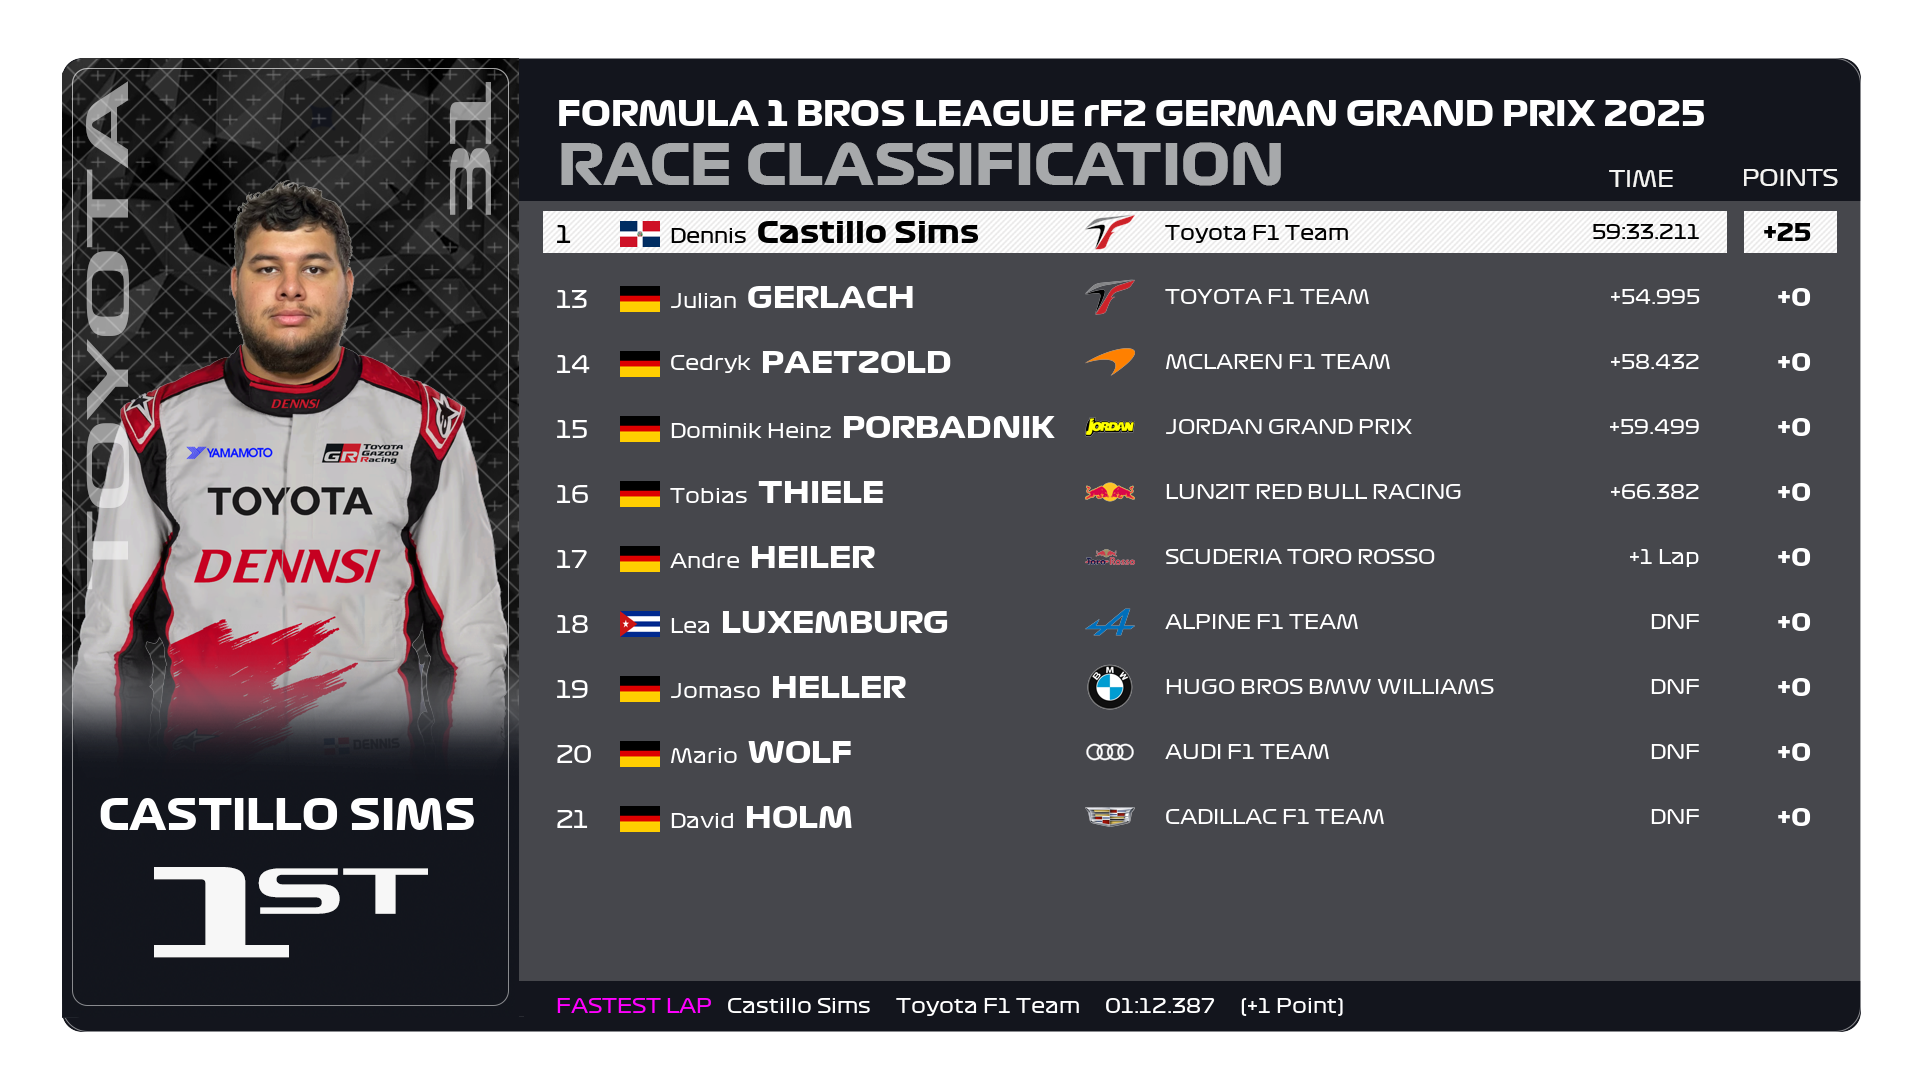 TOYOTA
31
DENNSI
YAMAMOTO
GR TOYOTA GAZOO Racing
TOYOTA
DENNSI
DENNIS
CASTILLO SIMS
1ST
FORMULA 1 BROS LEAGUE rF2 GERMAN GRAND PRIX 2025
RACE CLASSIFICATION
TIME POINTS
1 Dennis Castillo Sims Toyota F1 Team 59:33.211 +25
13 Julian GERLACH TOYOTA F1 TEAM +54.995 +0
14 Cedryk PAETZOLD MCLAREN F1 TEAM +58.432 +0
15 Dominik Heinz PORBADNIK JORDAN JORDAN GRAND PRIX +59.499 +0
16 Tobias THIELE LUNZIT RED BULL RACING +66.382 +0
17 Andre HEILER Toro Rosso SCUDERIA TORO ROSSO +1 Lap +0
18 Lea LUXEMBURG ALPINE F1 TEAM DNF +0
19 Jomaso HELLER BMW HUGO BROS BMW WILLIAMS DNF +0
20 Mario WOLF AUDI F1 TEAM DNF +0
21 David HOLM CADILLAC F1 TEAM DNF +0
FASTEST LAP Castillo Sims Toyota F1 Team 01:12.387 (+1 Point)